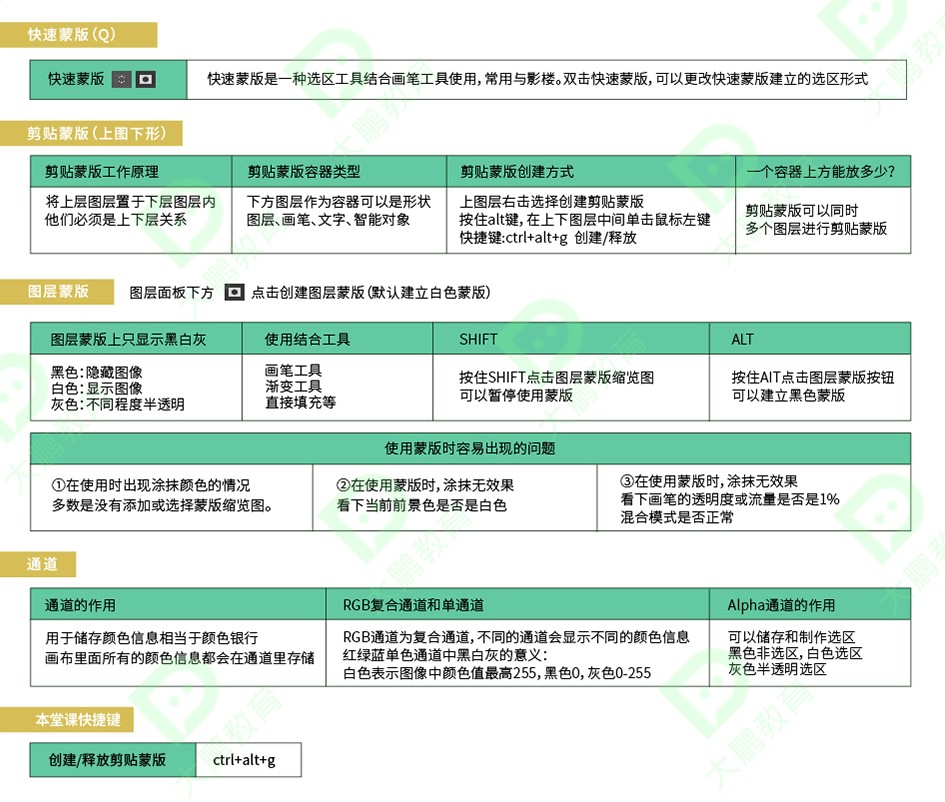 快速蒙版（Q）
快速蒙版
快速蒙版是一种选区工具结合画笔工具使用，常用与影楼。双击快速蒙版，可以更改快速蒙版建立的选区形式
剪贴蒙版（上图下形）
剪贴蒙版工作原理
剪贴蒙版容器类型
剪贴蒙版创建方式
一个容器上方能放多少？
将上层图层置于下层图层内
他们必须是上下层关系
下方图层作为容器可以是形状
图层、画笔、文字、智能对象
上图层右击选择创建剪贴蒙版
按住alt键，在上下图层中间单击鼠标左键
快捷键:ctrl+alt+g 创建/释放
剪贴蒙版可以同时
多个图层进行剪贴蒙版
图层蒙版
图层面板下方 点击创建图层蒙版（默认建立白色蒙版）
图层蒙版上只显示黑白灰
使用结合工具
SHIFT
ALT
黑色：隐藏图像
白色：显示图像
灰色：不同程度半透明
画笔工具
渐变工具
直接填充等
按住SHIFT点击图层蒙版缩览图
可以暂停使用蒙版
按住AIT点击图层蒙版按钮
可以建立黑色蒙版
使用蒙版时容易出现的问题
①在使用时出现涂抹颜色的情况
多数是没有添加或选择蒙版缩览图。
②在使用蒙版时，涂抹无效果
看下当前前景色是否是白色
③在使用蒙版时，涂抹无效果
看下画笔的透明度或流量是否是1%
混合模式是否正常
通道
通道的作用
RGB复合通道和单通道
Alpha通道的作用
用于储存颜色信息相当于颜色银行
画布里面所有的颜色信息都会在通道里存储
RGB通道为复合通道，不同的通道会显示不同的颜色信息
红绿蓝单色通道中黑白灰的意义：
白色表示图像中颜色值最高255，黑色0，灰色0-255
可以储存和制作选区
黑色非选区，白色选区
灰色半透明选区
本堂课快捷键
创建/释放剪贴蒙版
ctrl+alt+g
大鹏教育
大鹏教育
大鹏教育
大鹏教育
大鹏教育
大鹏教育
大鹏教育
大鹏教育